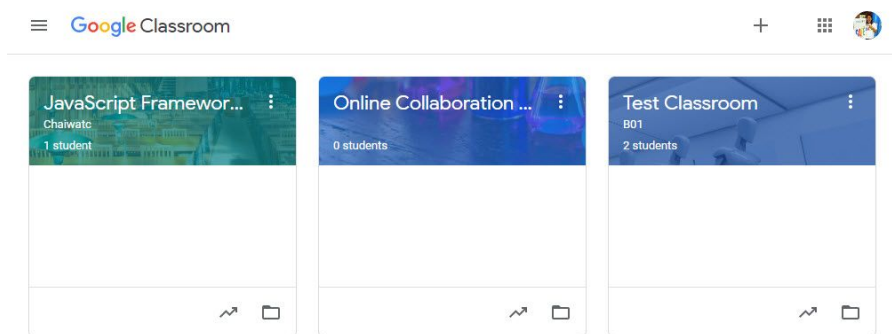 Google Classroom
JavaScript Framewor...
Chaiwatc
1 student
Online Collaboration ...
0 students
Test Classroom
B01
2 students